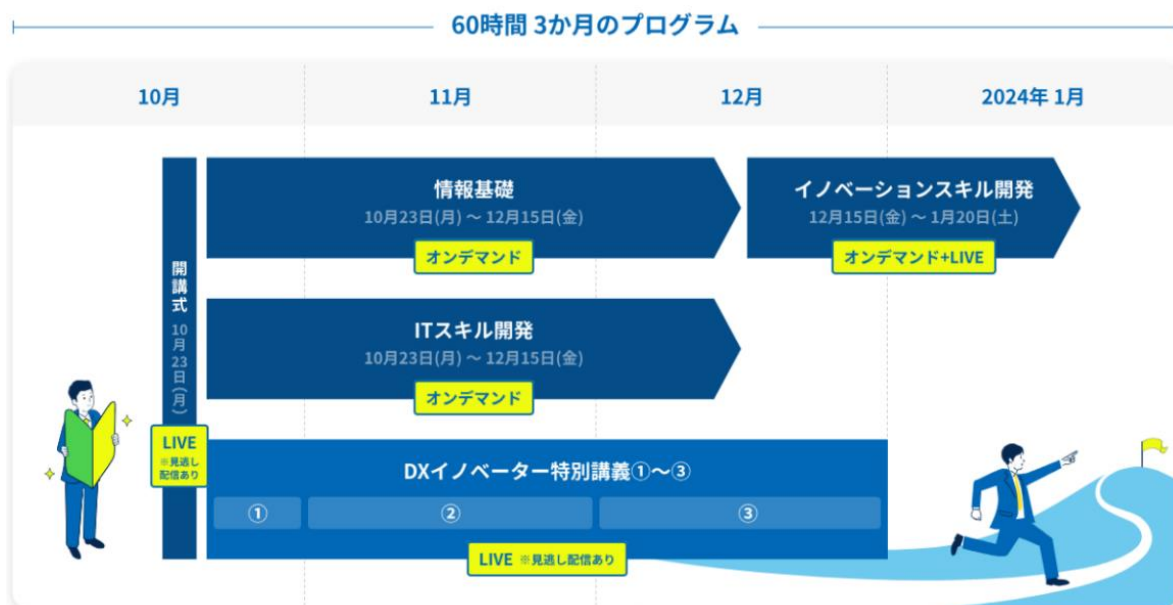 60時間 3か月のプログラム
10月
11月
12月
2024年 1月
開講式 10月23日(月)
LIVE
※見逃し
配信あり
情報基礎
10月23日(月) ～ 12月15日(金)
オンデマンド
イノベーションスキル開発
12月15日(金) ～ 1月20日(土)
オンデマンド+LIVE
ITスキル開発
10月23日(月) ～ 12月15日(金)
オンデマンド
DXイノベーター特別講義①～③
①
②
③
LIVE ※見逃し配信あり